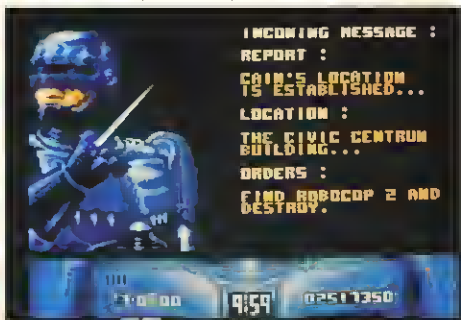 INCOMING MESSAGE :
REPORT :
CAIN'S LOCATION
IS ESTABLISHED...
LOCATION :
THE CIVIC CENTRUM
BUILDING...
ORDERS :
FIND ROBOCOP 2 AND
DESTROY.
9:59
02517350